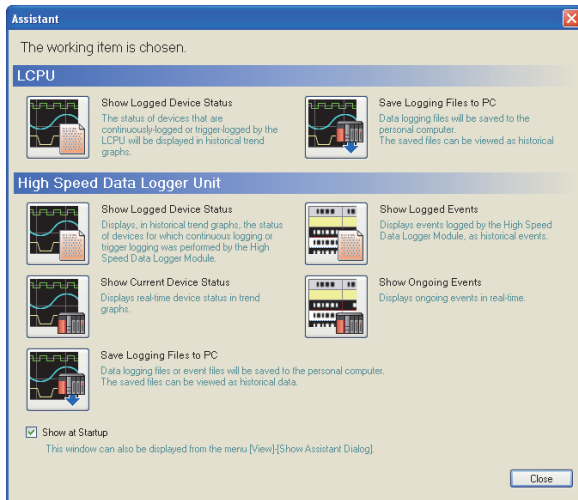 Assistant
The working item is chosen.
LCPU
Show Logged Device Status
The status of devices that are
continuously-logged or trigger-logged by the
LCPU will be displayed in historical trend
graphs.
Save Logging Files to PC
Data logging files will be saved to the
personal computer.
The saved files can be viewed as historical
High Speed Data Logger Unit
Show Logged Device Status
Displays, in historical trend graphs, the status
of devices for which continuous logging or
trigger logging was performed by the High
Speed Data Logger Module.
Show Logged Events
Displays events logged by the High Speed
Data Logger Module, as historical events.
Show Current Device Status
Displays real-time device status in trend
graphs.
Show Ongoing Events
Displays ongoing events in real-time.
Save Logging Files to PC
Data logging files or event files will be saved to the personal computer.
The saved files can be viewed as historical data.
Show at Startup
This window can also be displayed from the menu [View]-[Show Assistant Dialog].
Close